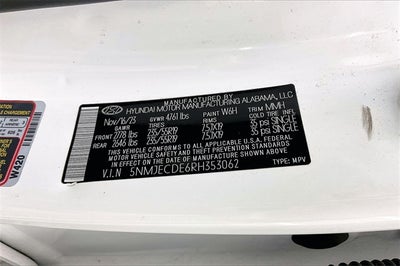 MANUFACTURED BY
HYUNDAI MOTOR MANUFACTURING ALABAMA, LLC
Nov/16/23 GVWR 4761 lbs PAINT W6H TRIM MMH
GAWR TIRES RIMS COLD TIRE INFL
FRONT 2778 lbs 235/55R19 7.5JX19 35 psi SINGLE
REAR 2646 lbs 235/55R19 7.5JX19 35 psi SINGLE
THIS VEHICLE CONFORMS TO ALL APPLICABLE U.S.A. FEDERAL
MOTOR VEHICLE SAFETY, BUMPER, AND THEFT PREVENTION STANDARDS
IN EFFECT ON THE DATE OF MANUFACTURE SHOWN ABOVE.
V.I.N 5NMJECDE6RH353062 TYPE: MPV
W420